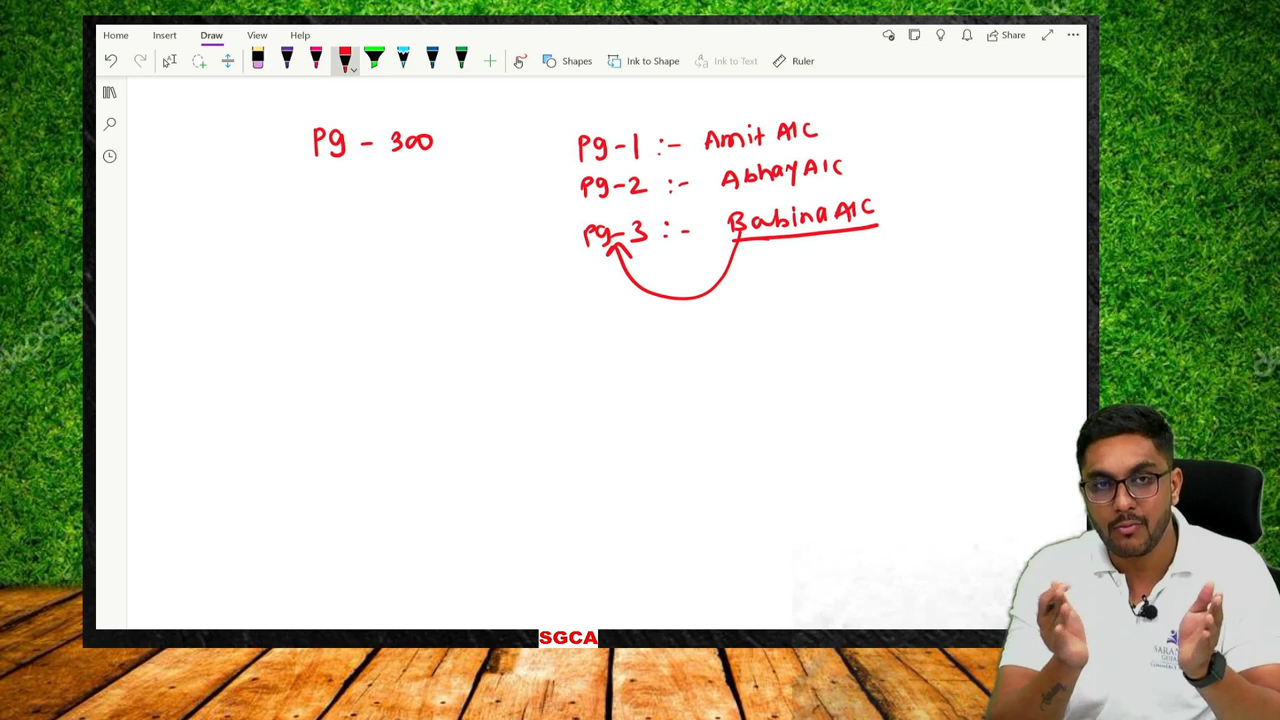 Home Insert Draw View Help
Share
Shapes Ink to Shape Ink to Text Ruler
Pg - 300
Pg-1 :- Amit A/C
Pg-2 :- Abhay A/C
Pg-3 :- Babina A/C
SGCA